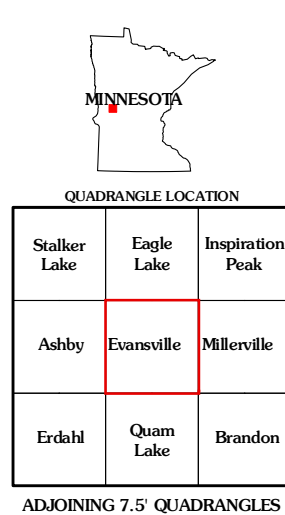 MINNESOTA
QUADRANGLE LOCATION
Stalker Lake
Eagle Lake
Inspiration Peak
Ashby
Evansville
Millerville
Erdahl
Quam Lake
Brandon
ADJOINING 7.5' QUADRANGLES